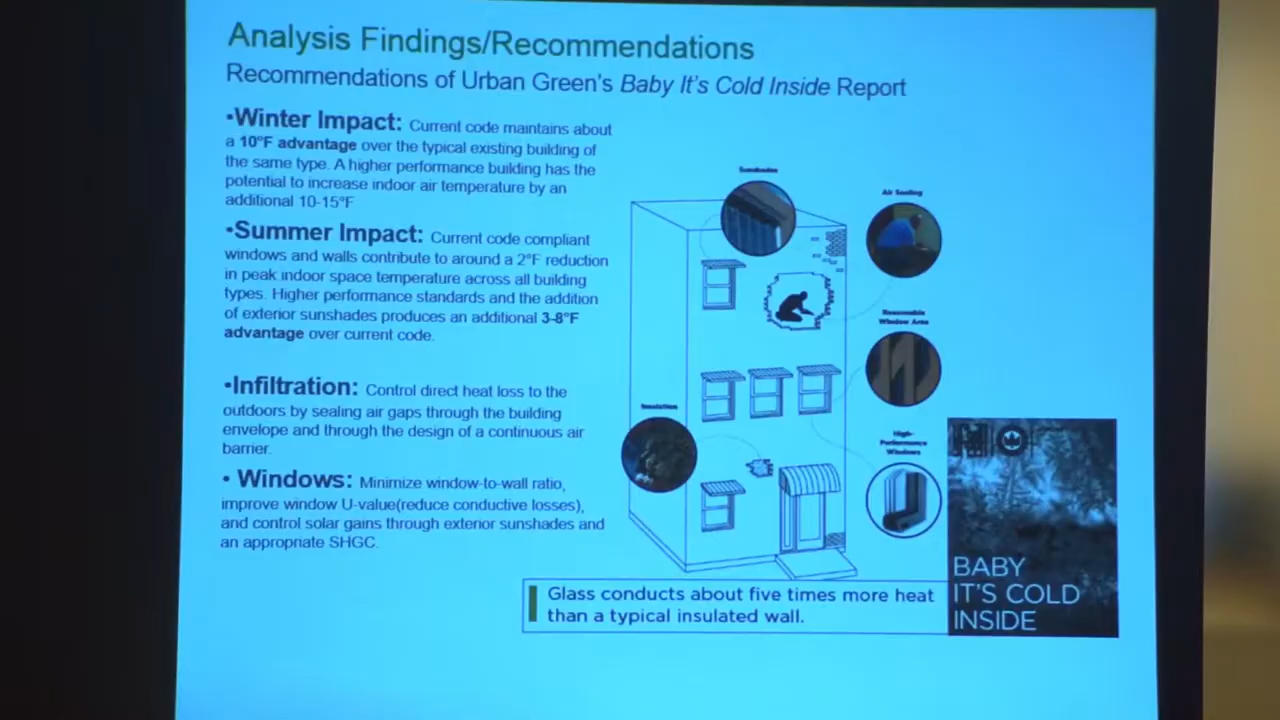 Analysis Findings/Recommendations
Recommendations of Urban Green's Baby It's Cold Inside Report
•Winter Impact: Current code maintains about
a 10°F advantage over the typical existing building of
the same type. A higher performance building has the
potential to increase indoor air temperature by an
additional 10-15°F
•Summer Impact: Current code compliant
windows and walls contribute to around a 2°F reduction
in peak indoor space temperature across all building
types. Higher performance standards and the addition
of exterior sunshades produces an additional 3-8°F
advantage over current code.
•Infiltration: Control direct heat loss to the
outdoors by sealing air gaps through the building
envelope and through the design of a continuous air
barrier.
• Windows: Minimize window-to-wall ratio,
improve window U-value(reduce conductive losses),
and control solar gains through exterior sunshades and
an appropriate SHGC.
Sunshades
Air Sealing
Reasonable
Window Area
Insulation
High-
Performance
Windows
Glass conducts about five times more heat
than a typical insulated wall.
BABY
IT'S COLD
INSIDE